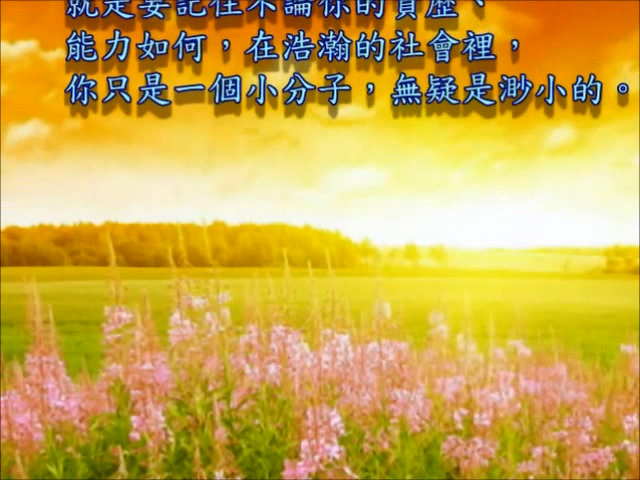 就是要記住不論你的資歷、
能力如何，在浩瀚的社會裡，
你只是一個小分子，無疑是渺小的。